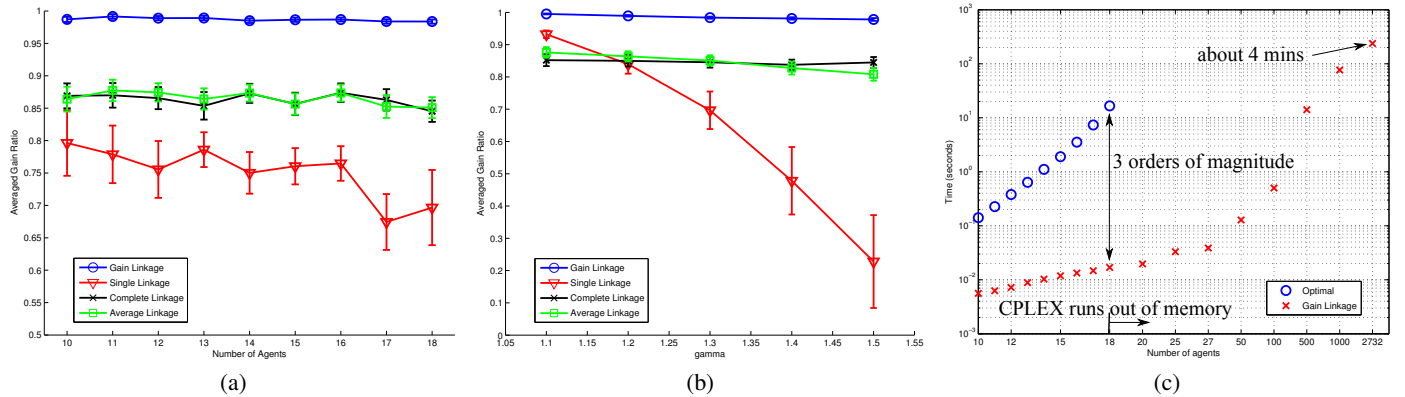 1
0.95
0.9
0.85
0.8
0.75
0.7
0.65
0.6
0.55
0.5
Averaged Gain Ratio
10 11 12 13 14 15 16 17 18
Number of Agents
Gain Linkage
Single Linkage
Complete Linkage
Average Linkage
(a)
1
0.9
0.8
0.7
0.6
0.5
0.4
0.3
0.2
0.1
0
Averaged Gain Ratio
1.05 1.1 1.15 1.2 1.25 1.3 1.35 1.4 1.45 1.5 1.55
gamma
Gain Linkage
Single Linkage
Complete Linkage
Average Linkage
(b)
10³
10²
10¹
10⁰
10⁻¹
10⁻²
10⁻³
Time (seconds)
about 4 mins
3 orders of magnitude
CPLEX runs out of memory
Optimal
Gain Linkage
10 12 15 18 20 25 27 50 100 500 1000 2732
Number of agents
(c)